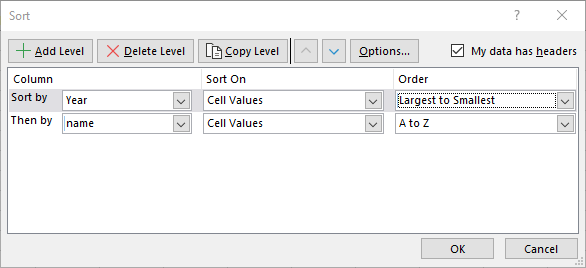 Sort ?
Add Level Delete Level Copy Level Options... My data has headers
Column Sort On Order
Sort by Year Cell Values Largest to Smallest
Then by name Cell Values A to Z
OK Cancel